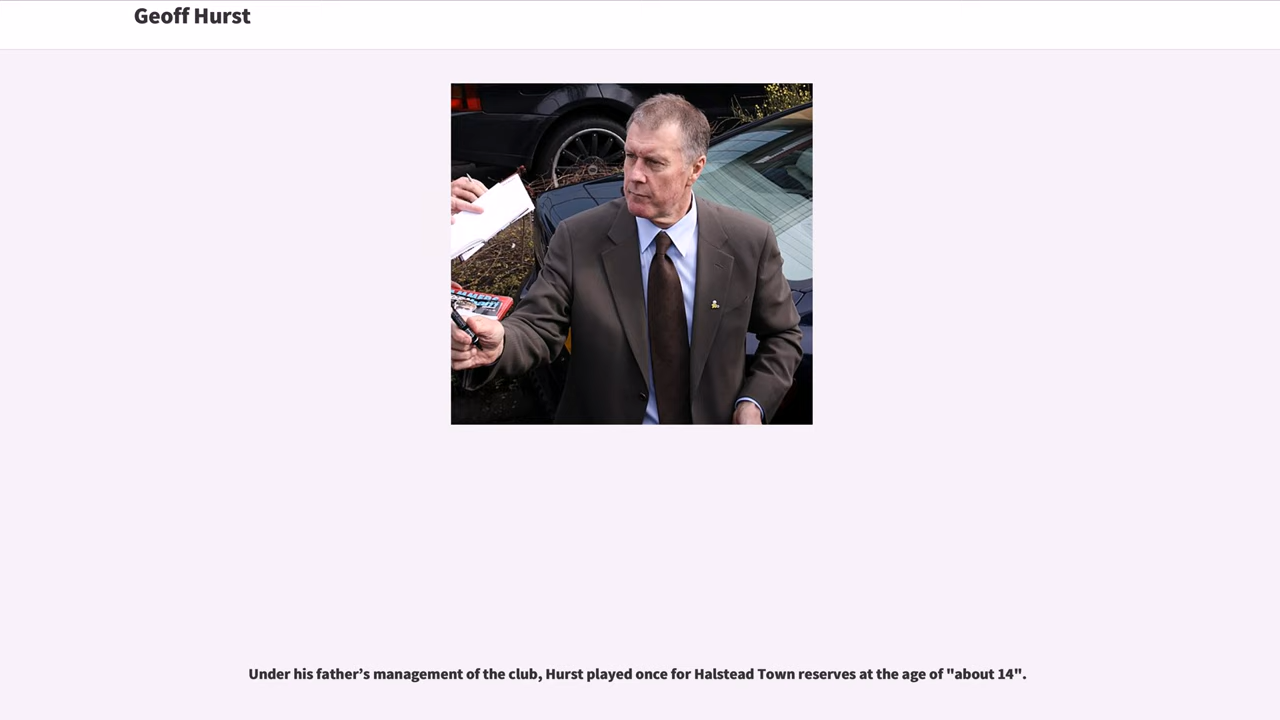 Geoff Hurst
Under his father’s management of the club, Hurst played once for Halstead Town reserves at the age of "about 14".